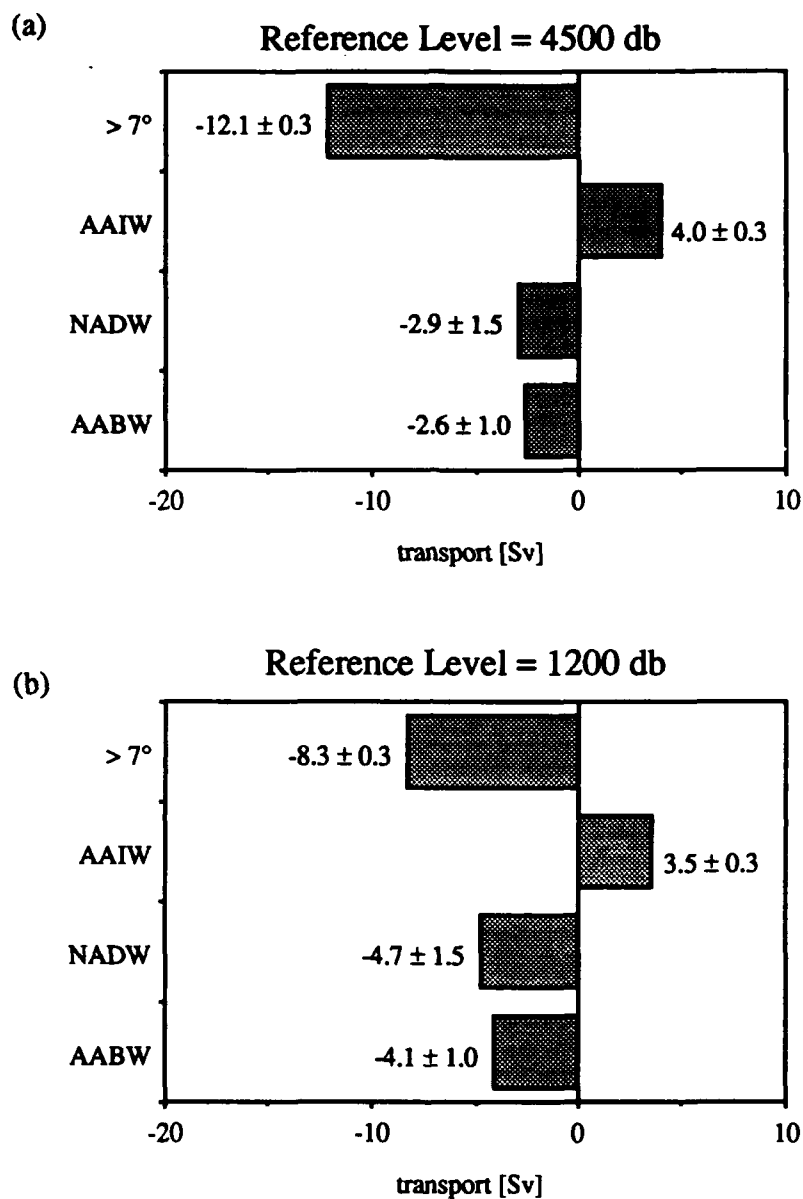 (a)
Reference Level = 4500 db
> 7°
-12.1 ± 0.3
AAIW
4.0 ± 0.3
NADW
-2.9 ± 1.5
AABW
-2.6 ± 1.0
-20 -10 0 10
transport [Sv]
(b)
Reference Level = 1200 db
> 7°
-8.3 ± 0.3
AAIW
3.5 ± 0.3
NADW
-4.7 ± 1.5
AABW
-4.1 ± 1.0
-20 -10 0 10
transport [Sv]